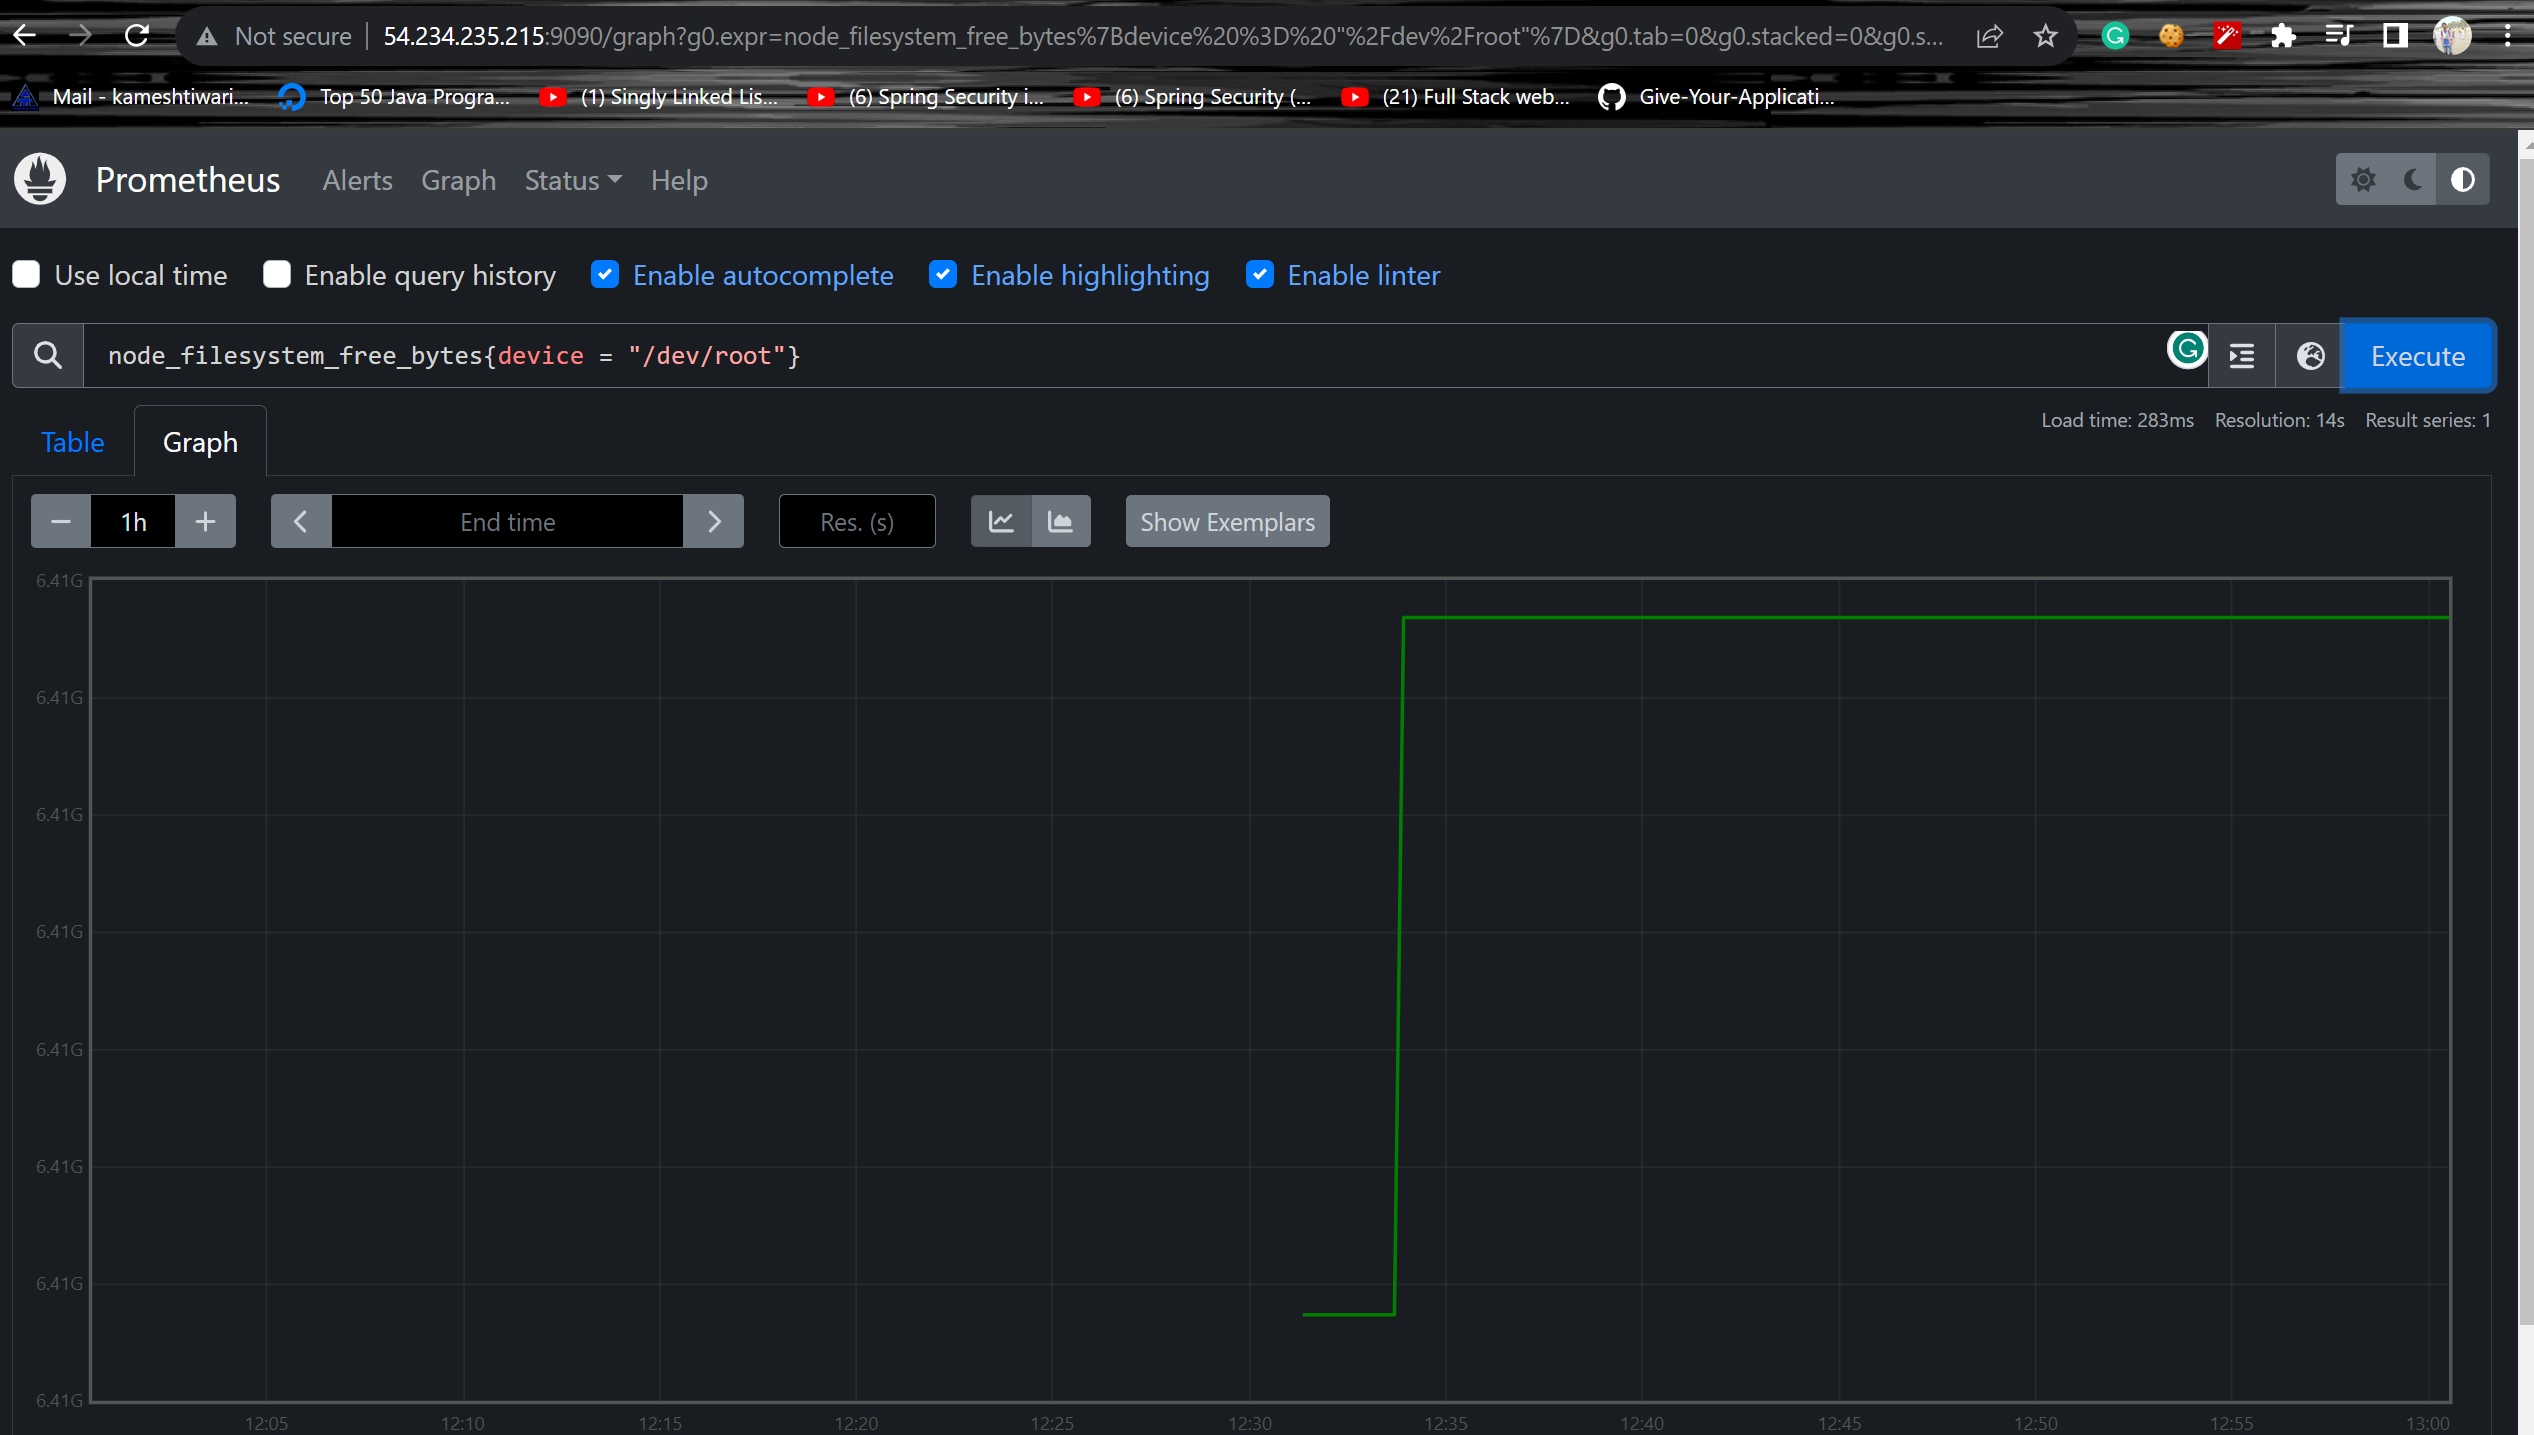 Not secure | 54.234.235.215:9090/graph?g0.expr=node_filesystem_free_bytes%7Bdevice%20%3D%20"%2Fdev%2Froot"%7D&g0.tab=0&g0.stacked=0&g0.s...
Mail - kameshtiwari... Top 50 Java Progra... (1) Singly Linked Lis... (6) Spring Security i... (6) Spring Security (... (21) Full Stack web... Give-Your-Applicati...
Prometheus Alerts Graph Status Help
Use local time Enable query history Enable autocomplete Enable highlighting Enable linter
node_filesystem_free_bytes{device = "/dev/root"} Execute
Load time: 283ms Resolution: 14s Result series: 1
Table Graph
1h End time Res. (s) Show Exemplars
6.41G
6.41G
6.41G
6.41G
6.41G
6.41G
6.41G
6.41G
12:05 12:10 12:15 12:20 12:25 12:30 12:35 12:40 12:45 12:50 12:55 13:00